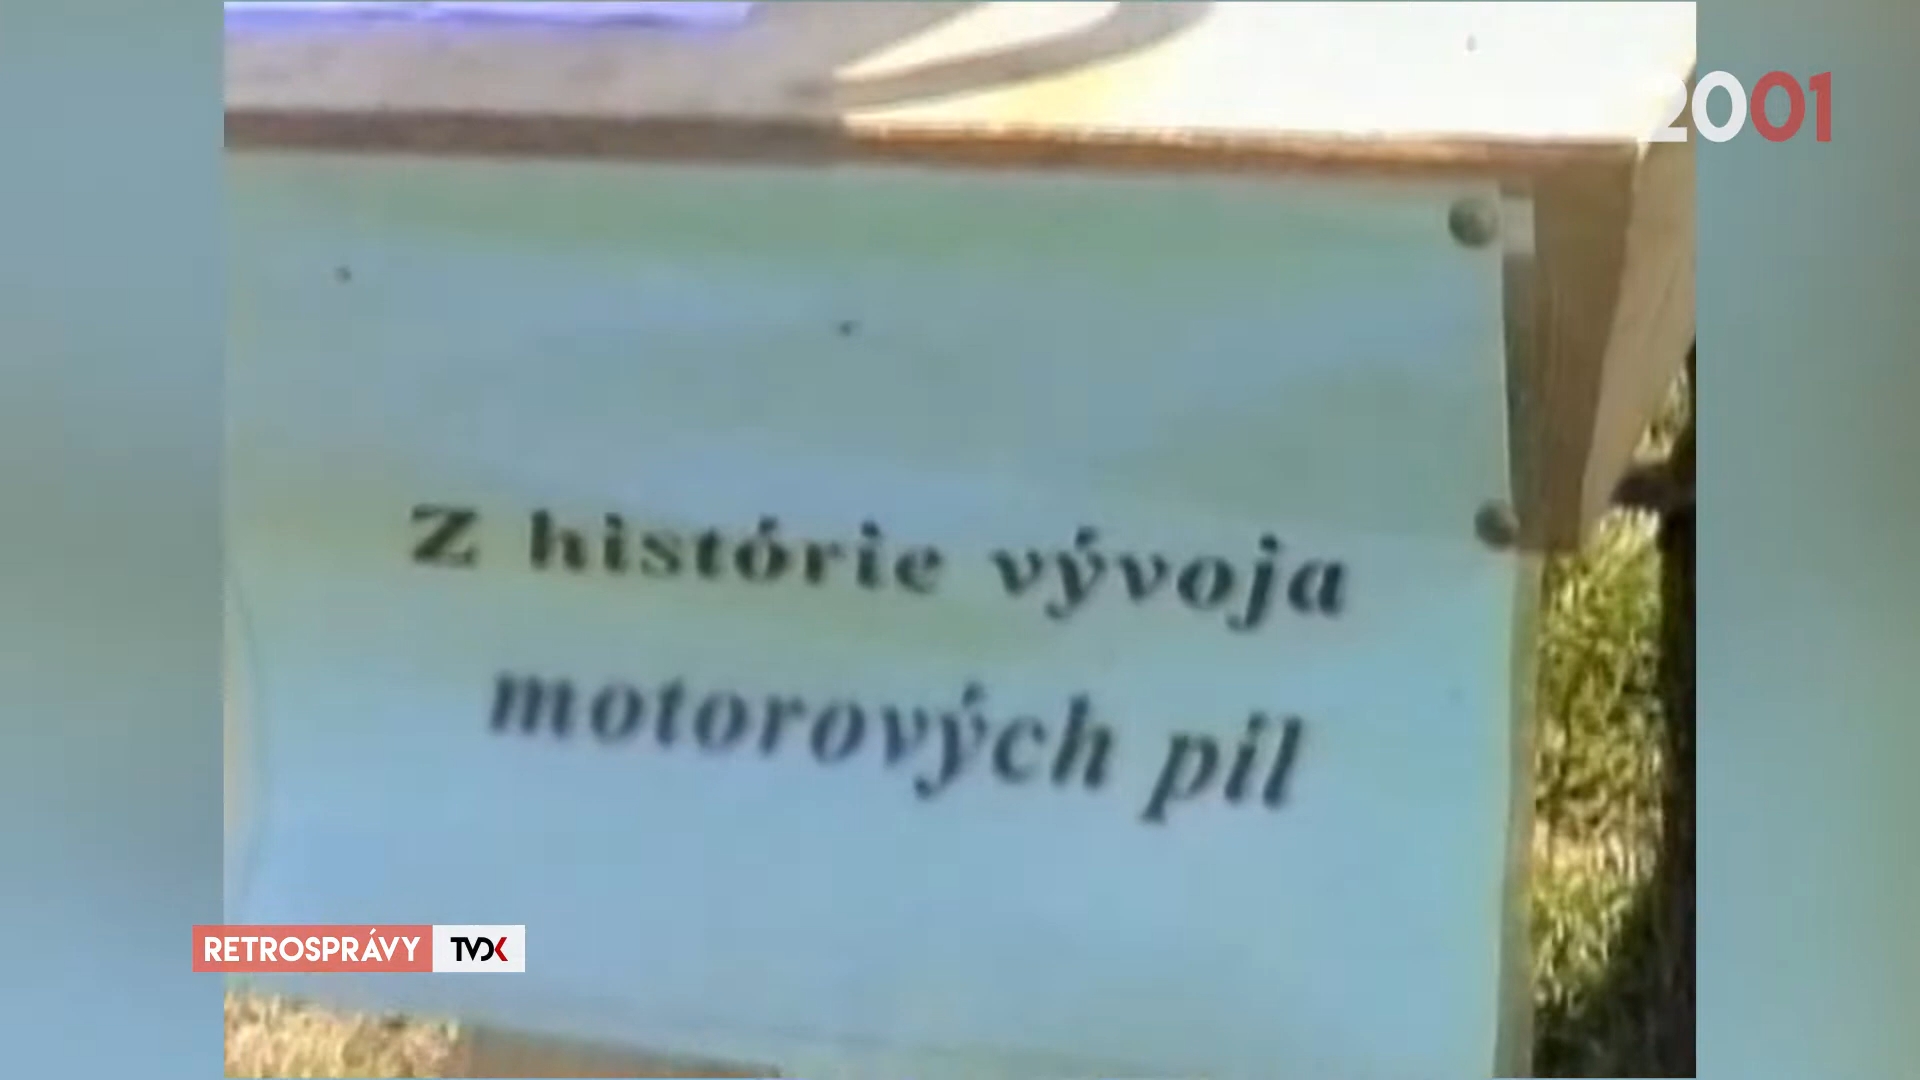 2001
Z histórie vývoja
motorových píl
RETROSPRÁVY TVDK